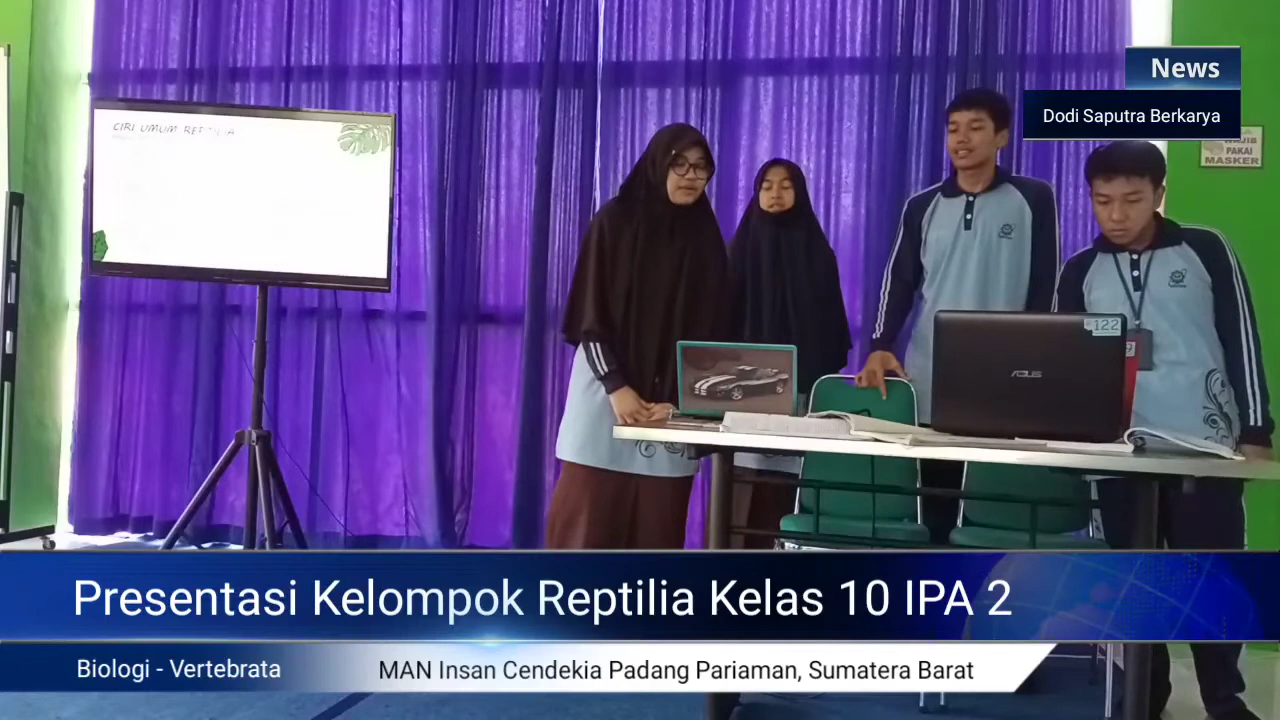 CIRI UMUM REPTILIA
News
Dodi Saputra Berkarya
WAJIB
PAKAI
MASKER
122
ASUS
Presentasi Kelompok Reptilia Kelas 10 IPA 2
Biologi - Vertebrata
MAN Insan Cendekia Padang Pariaman, Sumatera Barat